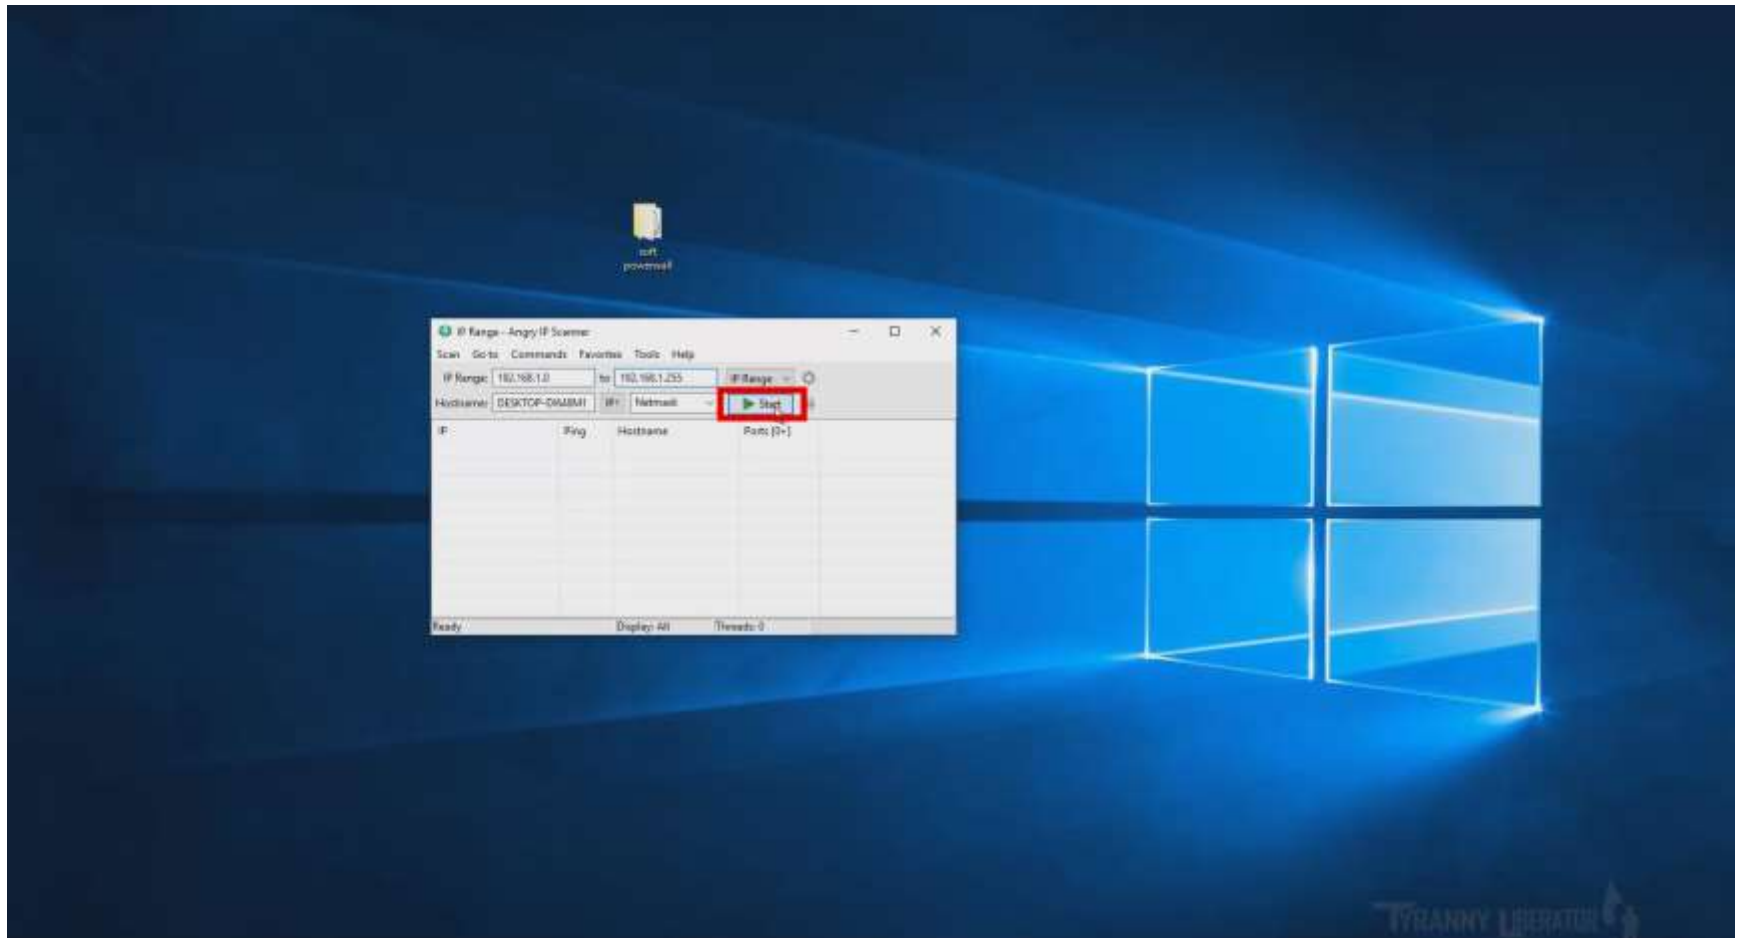 soft
powerwall
IP Range - Angry IP Scanner
Scan Go to Commands Favorites Tools Help
IP Range: 192.168.1.0 to 192.168.1.255 IP Range
Hostname: IP↑ Netmask Start
IP Ping Hostname Ports [0+]
Ready Display: All Threads: 0
TYRANNY LIBERATOR